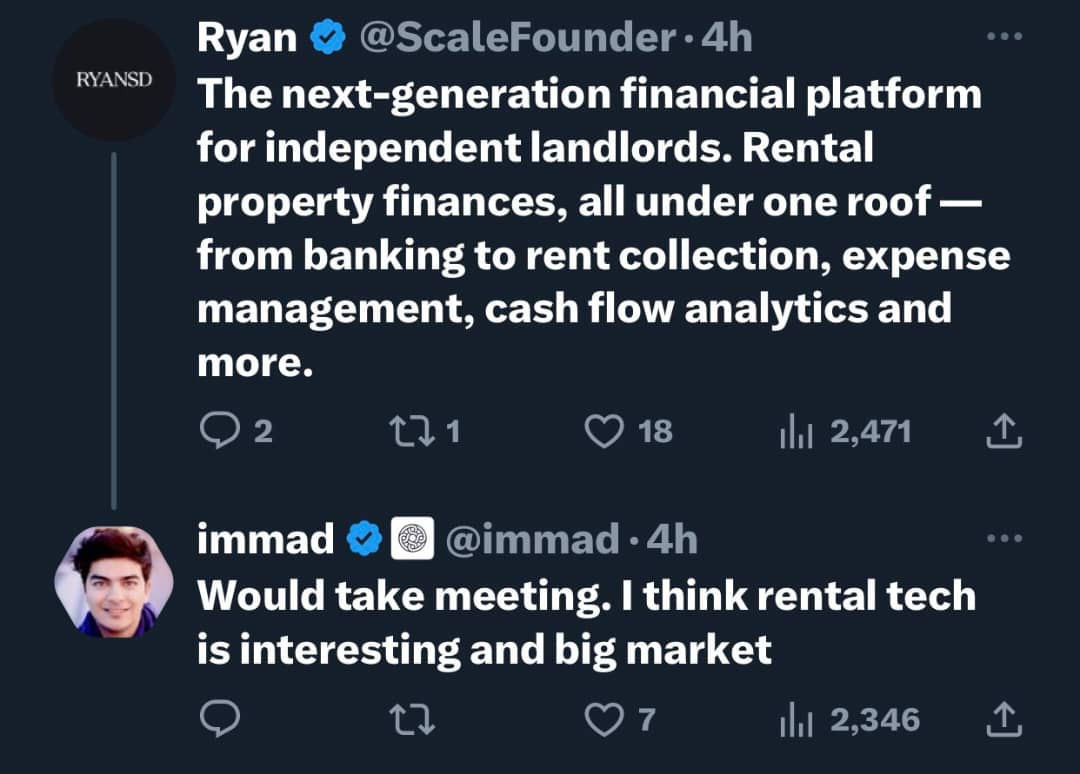 RYANSD
Ryan @ScaleFounder · 4h
The next-generation financial platform
for independent landlords. Rental
property finances, all under one roof —
from banking to rent collection, expense
management, cash flow analytics and
more.
2 1 18 2,471
immad @immad · 4h
Would take meeting. I think rental tech
is interesting and big market
7 2,346